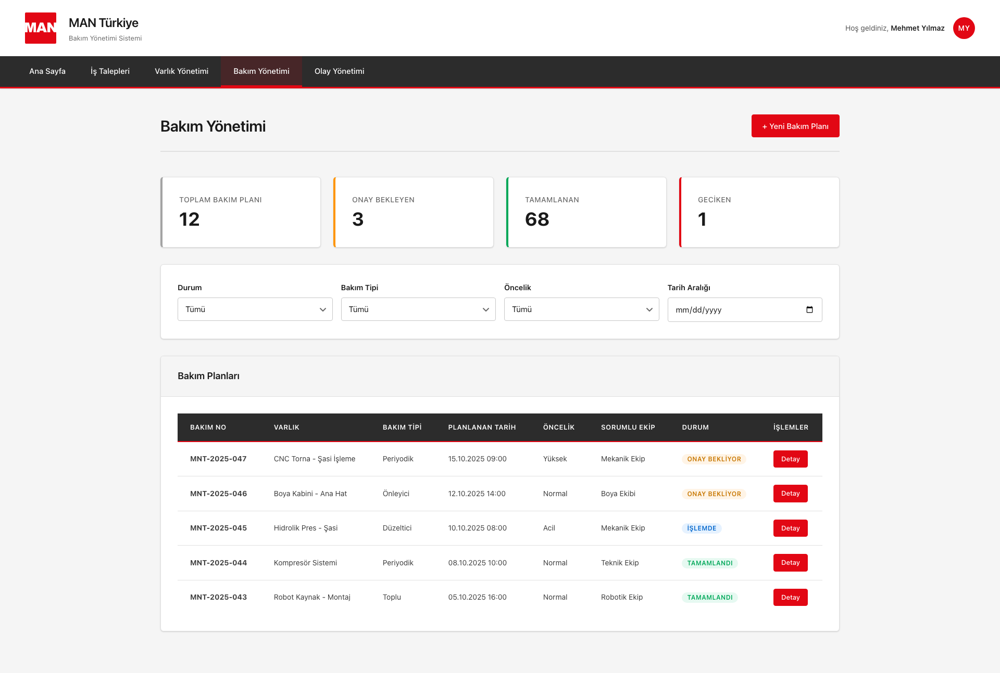 MAN
MAN Türkiye
Bakım Yönetimi Sistemi
Hoş geldiniz, Mehmet Yılmaz
MY
Ana Sayfa
İş Talepleri
Varlık Yönetimi
Bakım Yönetimi
Olay Yönetimi
Bakım Yönetimi
+ Yeni Bakım Planı
TOPLAM BAKIM PLANI
12
ONAY BEKLEYEN
3
TAMAMLANAN
68
GECİKEN
1
Durum
Tümü
Bakım Tipi
Tümü
Öncelik
Tümü
Tarih Aralığı
mm/dd/yyyy
Bakım Planları
BAKIM NO VARLIK BAKIM TİPİ PLANLANAN TARİH ÖNCELİK SORUMLU EKİP DURUM İŞLEMLER
MNT-2025-047 CNC Torna - Şasi İşleme Periyodik 15.10.2025 09:00 Yüksek Mekanik Ekip ONAY BEKLİYOR Detay
MNT-2025-046 Boya Kabini - Ana Hat Önleyici 12.10.2025 14:00 Normal Boya Ekibi ONAY BEKLİYOR Detay
MNT-2025-045 Hidrolik Pres - Şasi Düzeltici 10.10.2025 08:00 Acil Mekanik Ekip İŞLEMDE Detay
MNT-2025-044 Kompresör Sistemi Periyodik 08.10.2025 10:00 Normal Teknik Ekip TAMAMLANDI Detay
MNT-2025-043 Robot Kaynak - Montaj Toplu 05.10.2025 16:00 Normal Robotik Ekip TAMAMLANDI Detay